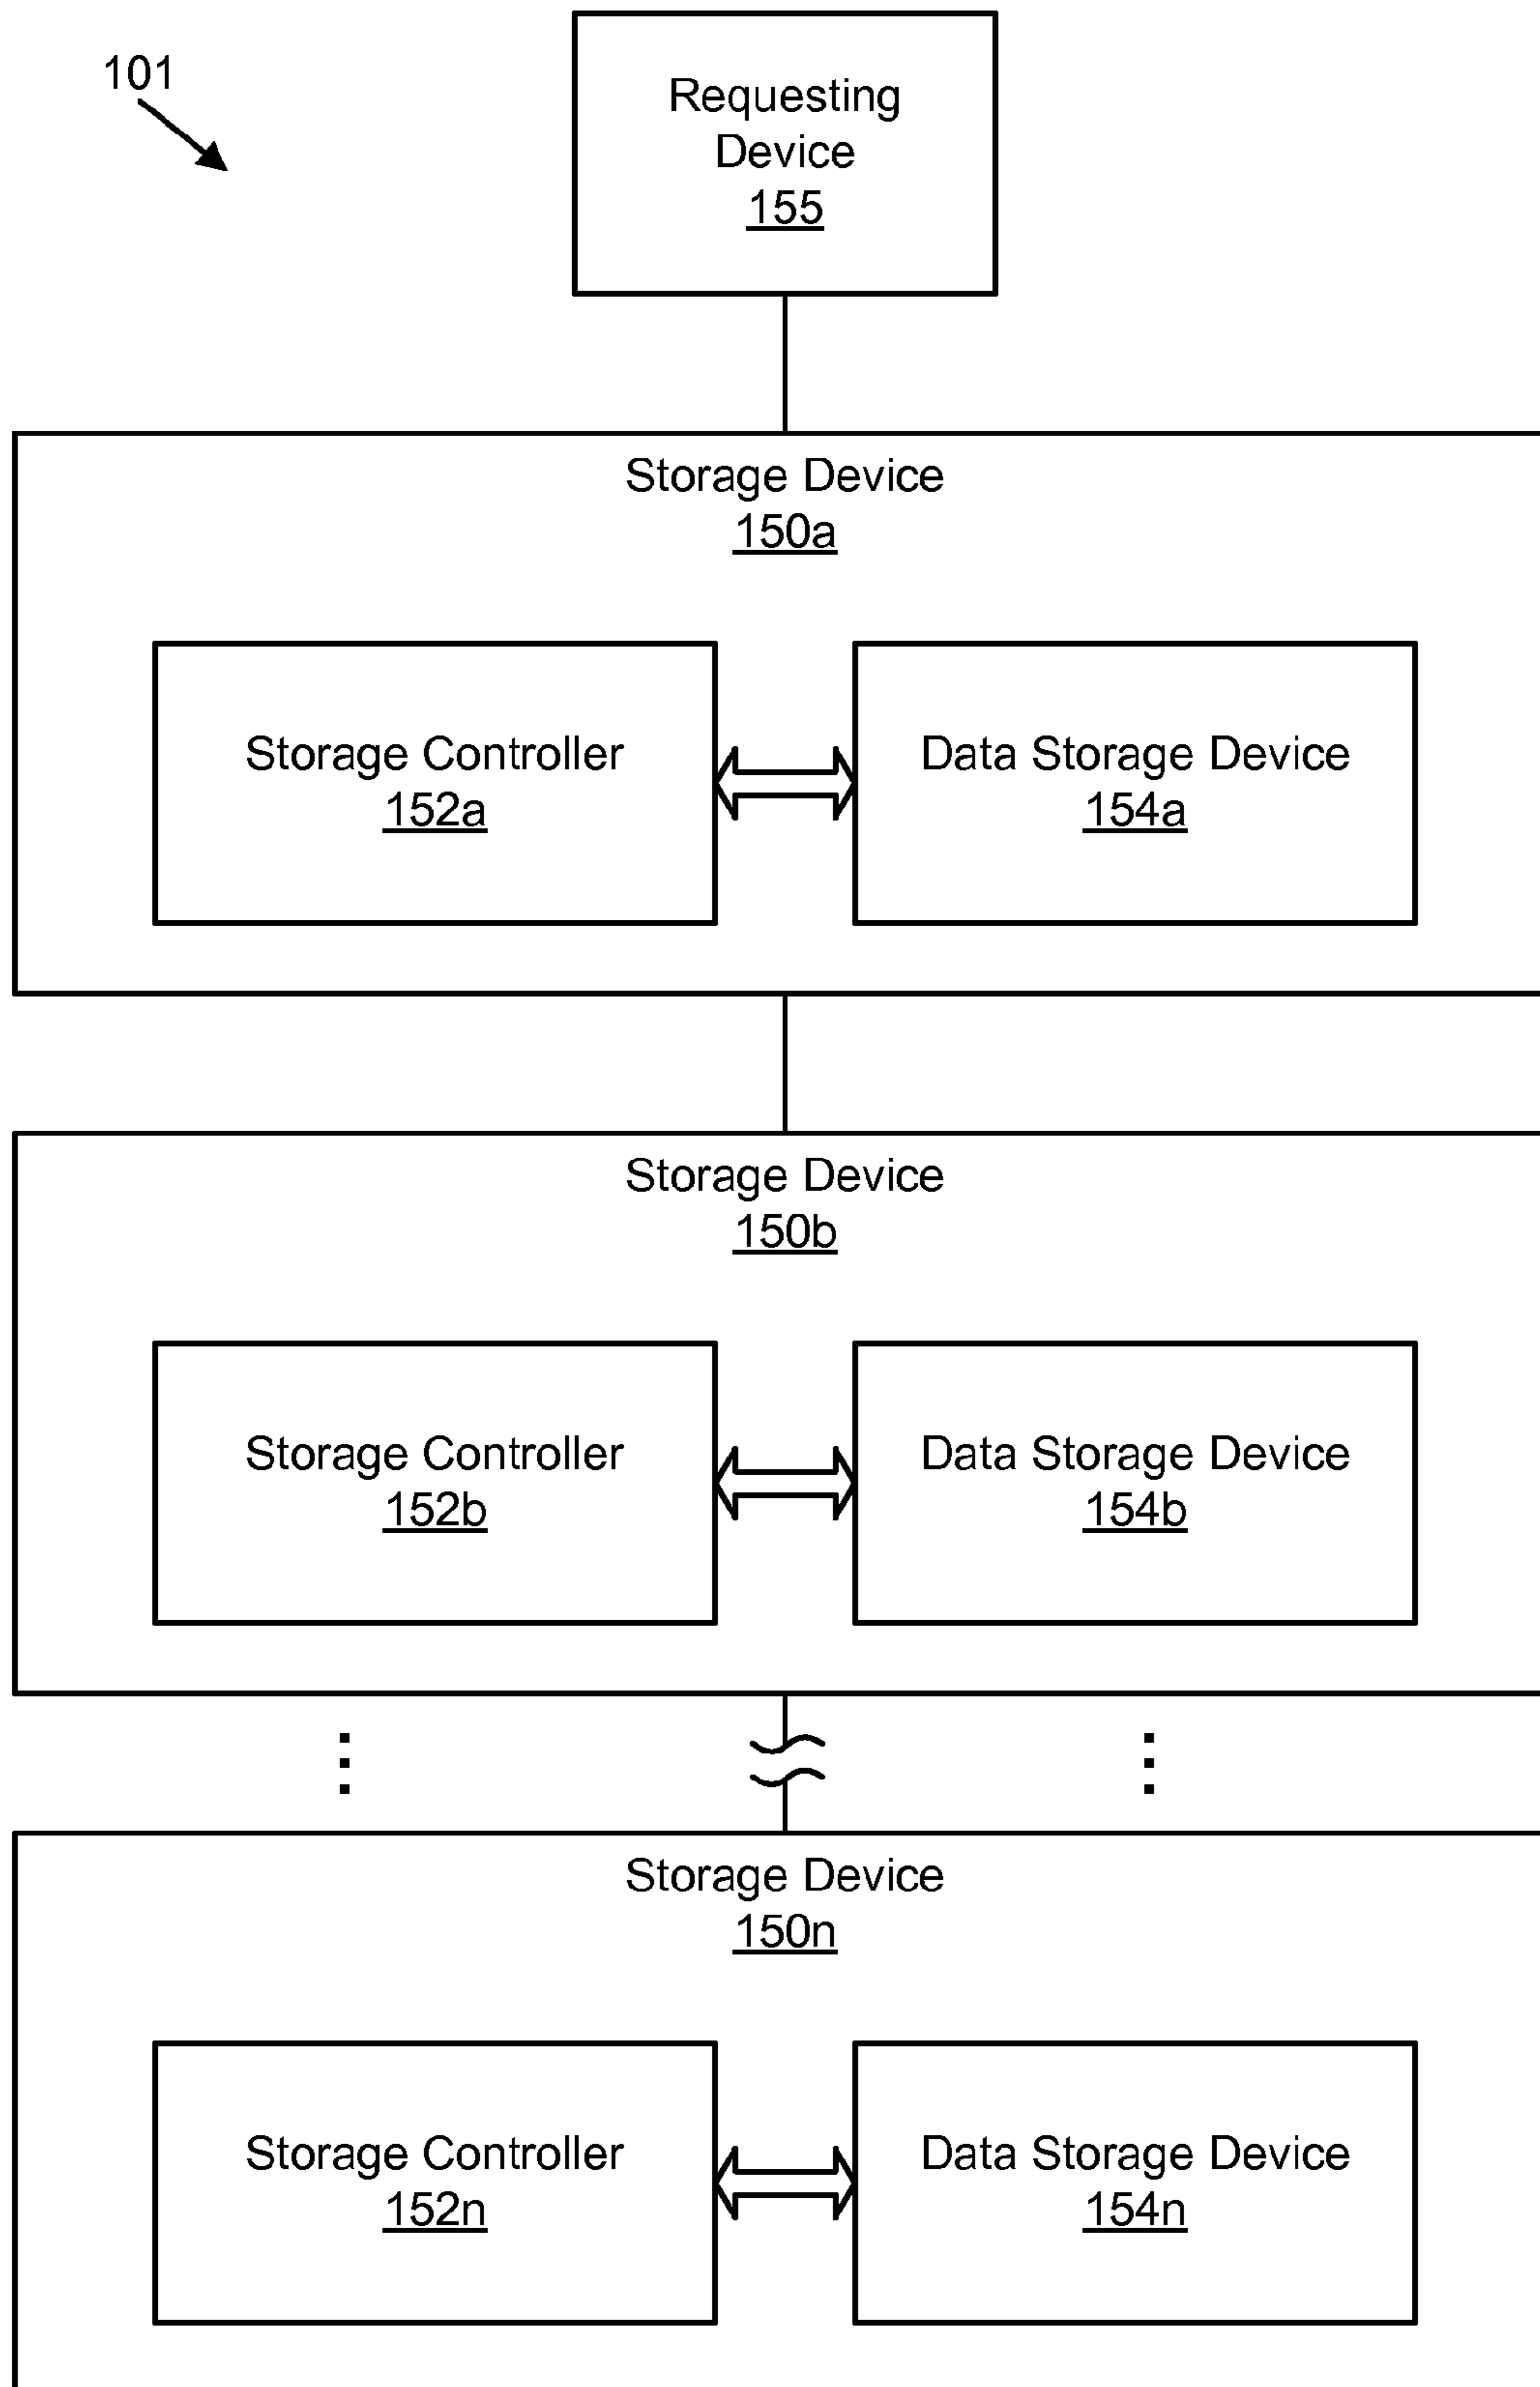 101
Requesting
Device
155
Storage Device
150a
Storage Controller
152a
Data Storage Device
154a
Storage Device
150b
Storage Controller
152b
Data Storage Device
154b
Storage Device
150n
Storage Controller
152n
Data Storage Device
154n